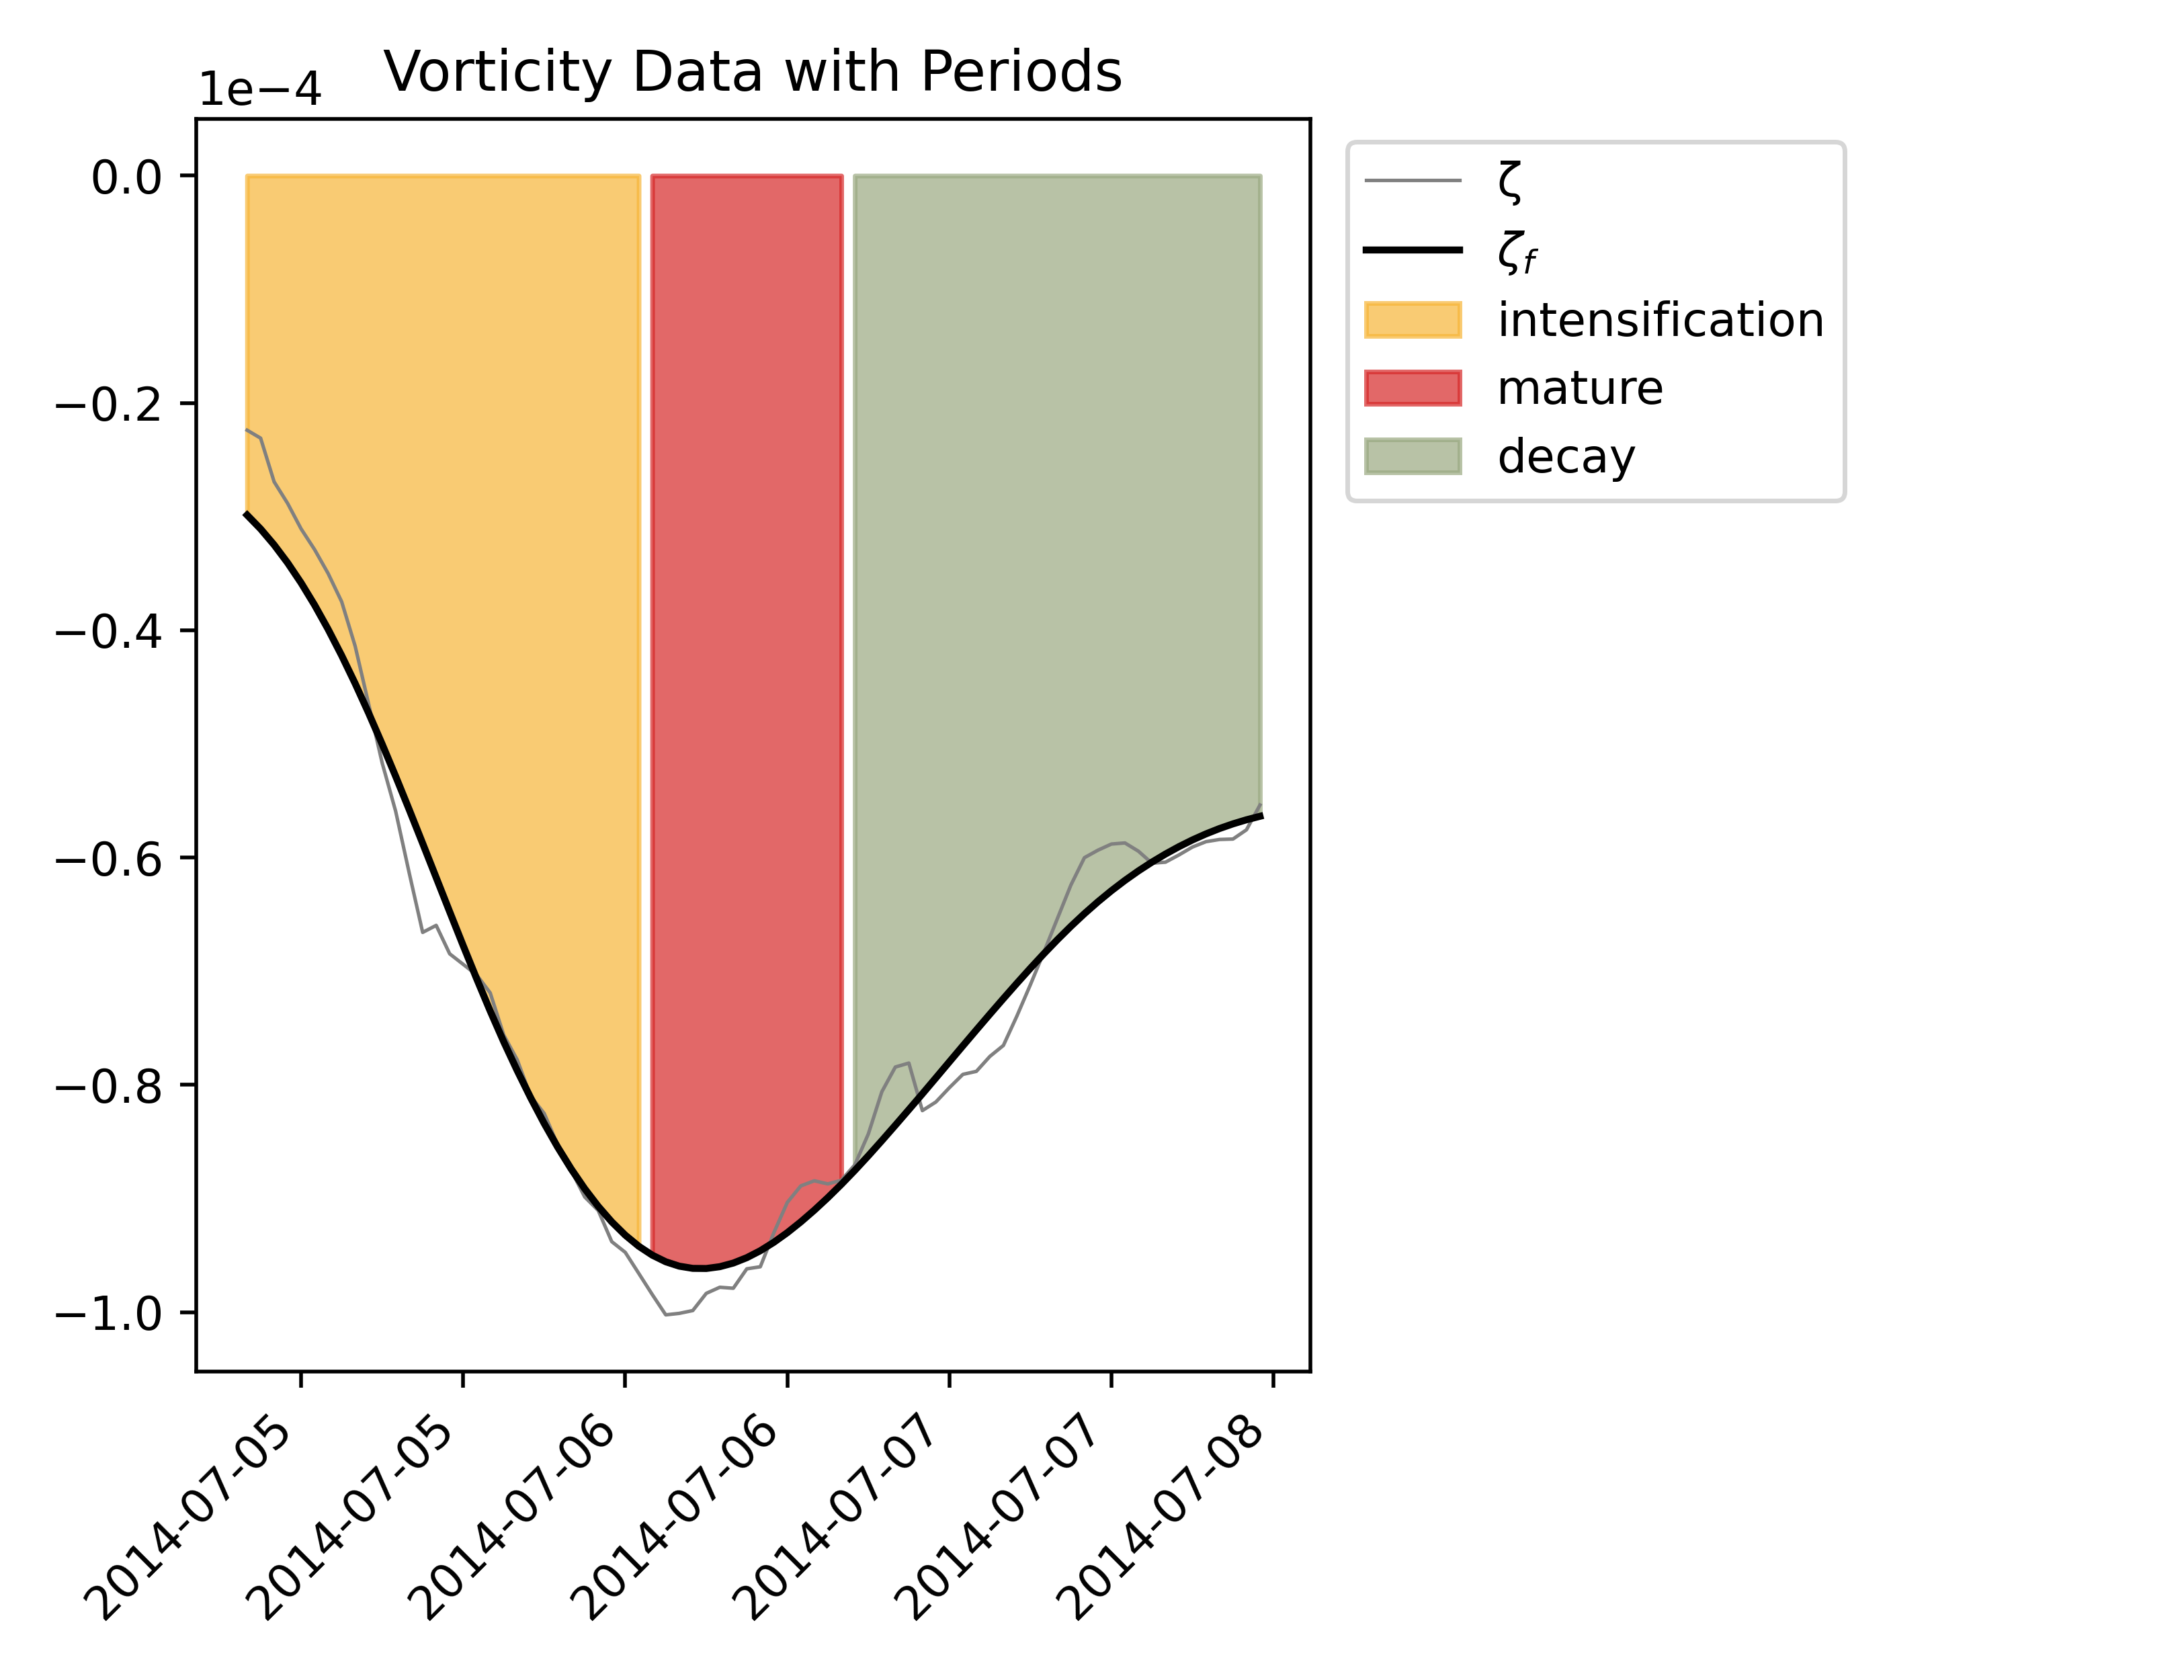 Vorticity Data with Periods
1e−4
0.0
−0.2
−0.4
−0.6
−0.8
−1.0
2014-07-05
2014-07-05
2014-07-06
2014-07-06
2014-07-07
2014-07-07
2014-07-08
ζ
ζf
intensification
mature
decay